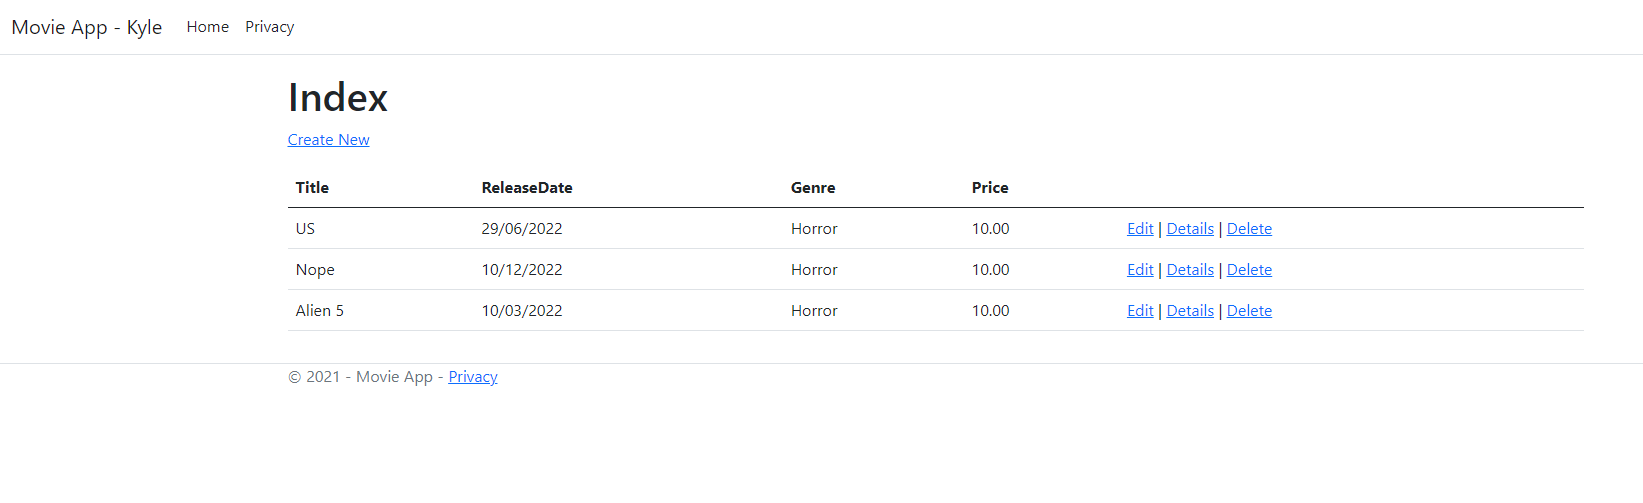 Movie App - Kyle Home Privacy
Index
Create New
Title ReleaseDate Genre Price
US 29/06/2022 Horror 10.00 Edit | Details | Delete
Nope 10/12/2022 Horror 10.00 Edit | Details | Delete
Alien 5 10/03/2022 Horror 10.00 Edit | Details | Delete
© 2021 - Movie App - Privacy